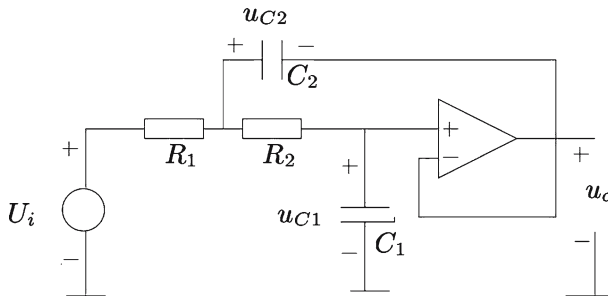 u_{C2}
+ −
C_2
R_1 R_2
+ + + +
− −
U_i u_{C1} u_o
− − C_1 −